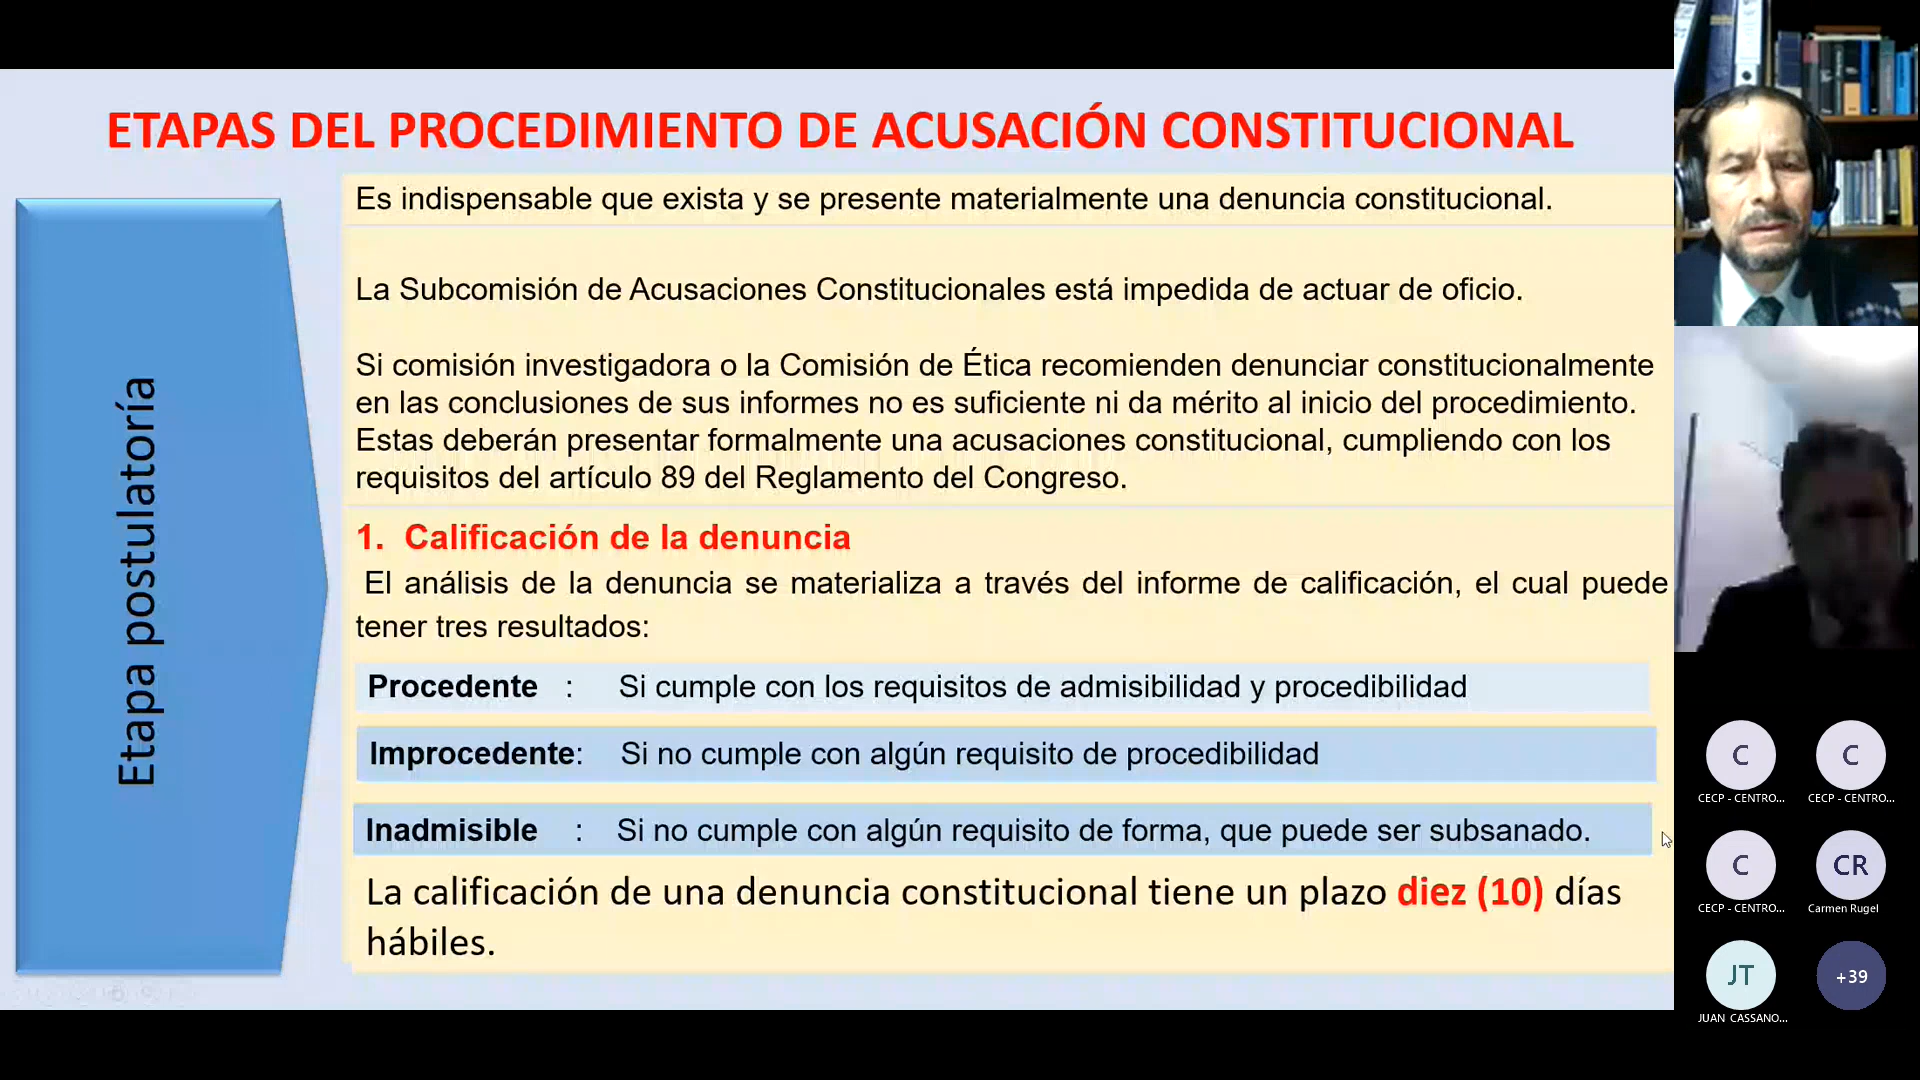 ETAPAS DEL PROCEDIMIENTO DE ACUSACIÓN CONSTITUCIONAL
Etapa postulatoría
Es indispensable que exista y se presente materialmente una denuncia constitucional.
La Subcomisión de Acusaciones Constitucionales está impedida de actuar de oficio.
Si comisión investigadora o la Comisión de Ética recomienden denunciar constitucionalmente
en las conclusiones de sus informes no es suficiente ni da mérito al inicio del procedimiento.
Estas deberán presentar formalmente una acusaciones constitucional, cumpliendo con los
requisitos del artículo 89 del Reglamento del Congreso.
1. Calificación de la denuncia
El análisis de la denuncia se materializa a través del informe de calificación, el cual puede
tener tres resultados:
Procedente : Si cumple con los requisitos de admisibilidad y procedibilidad
Improcedente: Si no cumple con algún requisito de procedibilidad
Inadmisible : Si no cumple con algún requisito de forma, que puede ser subsanado.
La calificación de una denuncia constitucional tiene un plazo diez (10) días
hábiles.
C C
CECP - CENTRO... CECP - CENTRO...
C CR
CECP - CENTRO... Carmen Rugel
JT +39
JUAN CASSANO...